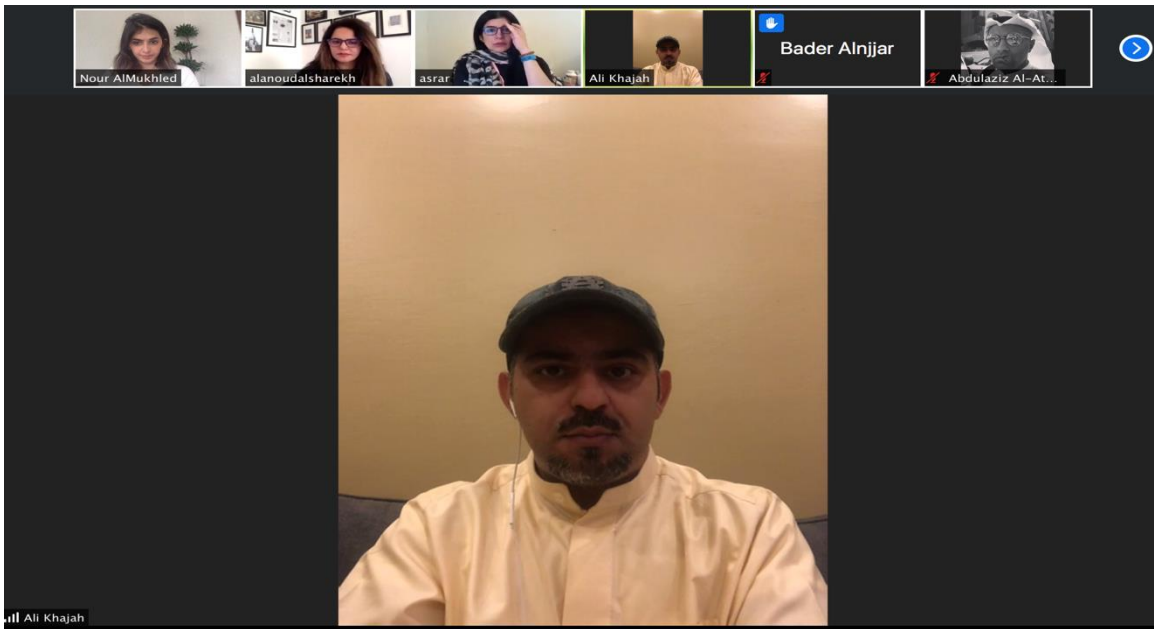 Nour AlMukhled
alanoudalsharekh
asrar
Ali Khajah
Bader Alnjjar
Abdulaziz Al-At...
Ali Khajah